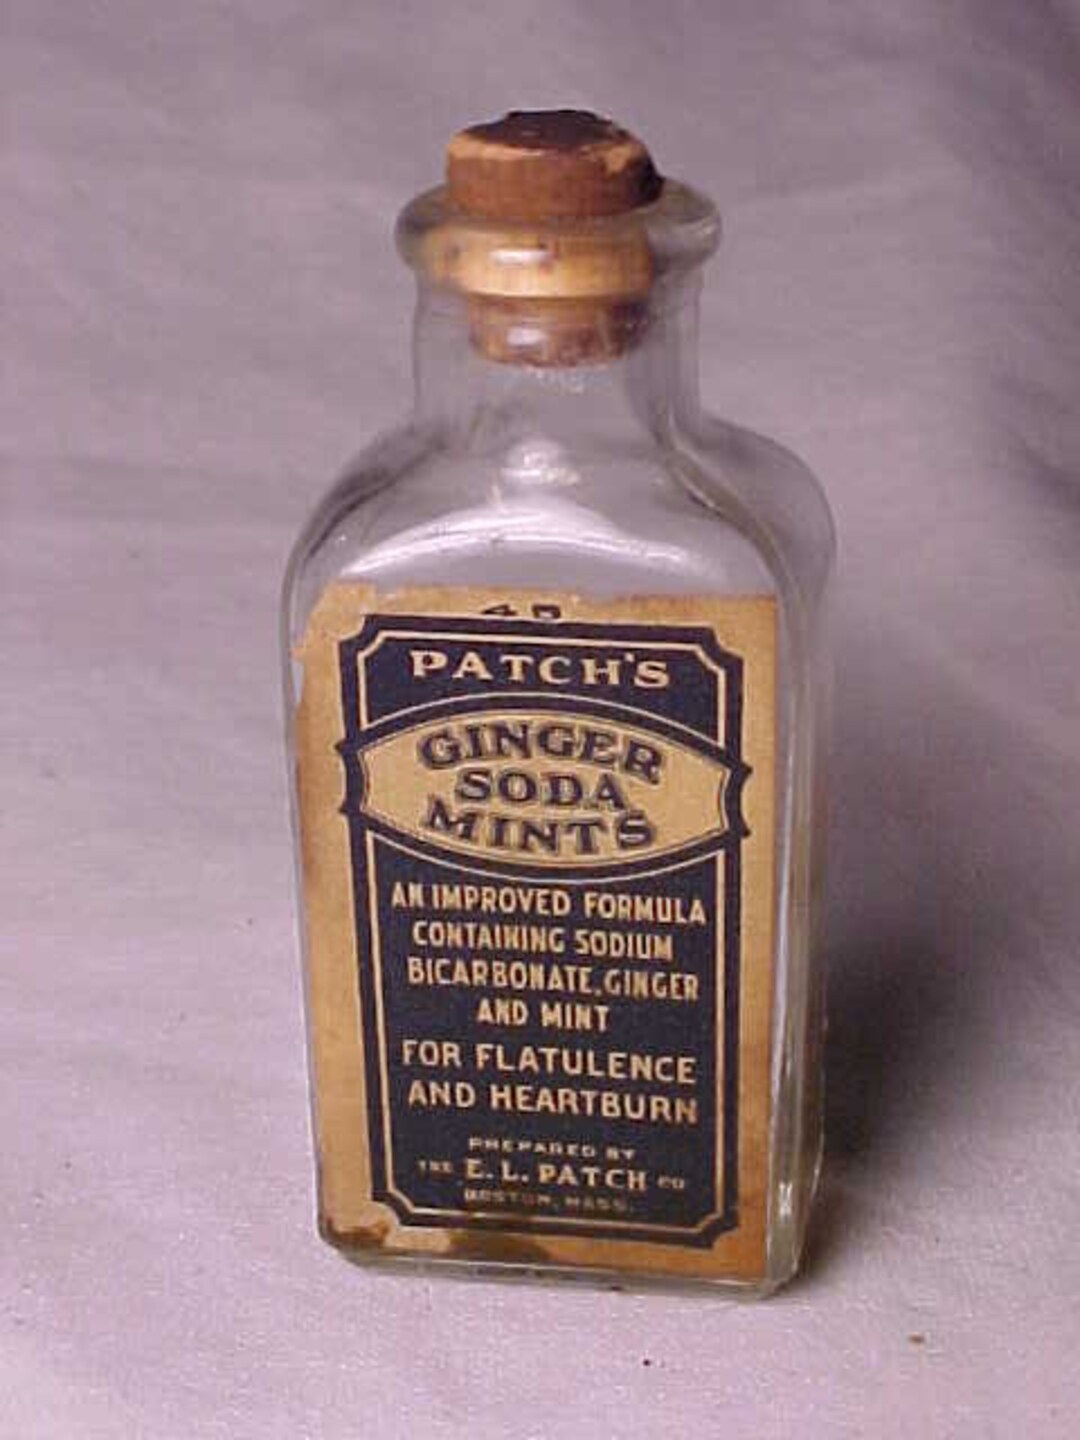 45
PATCH'S
GINGER
SODA
MINTS
AN IMPROVED FORMULA
CONTAINING SODIUM
BICARBONATE, GINGER
AND MINT
FOR FLATULENCE
AND HEARTBURN
PREPARED BY
THE E. L. PATCH CO
BOSTON, MASS.